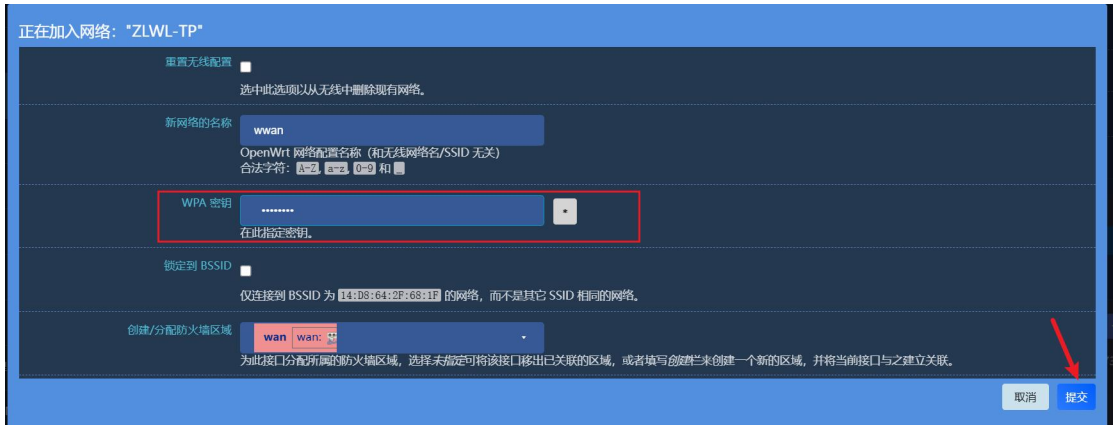 正在加入网络："ZLWL-TP"
重置无线配置
选中此选项以从无线中删除现有网络。
新网络的名称
wwan
OpenWrt 网络配置名称（和无线网络名/SSID 无关）
合法字符： A-Z, a-z, 0-9 和 _
WPA 密钥
••••••••
*
在此指定密钥。
锁定到 BSSID
仅连接到 BSSID 为 14:D8:64:2F:68:1F 的网络，而不是其它 SSID 相同的网络。
创建/分配防火墙区域
wan wan:
为此接口分配所属的防火墙区域，选择未指定可将该接口移出已关联的区域，或者填写创建栏来创建一个新的区域，并将当前接口与之建立关联。
取消 提交